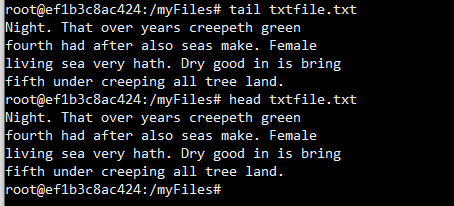 root@ef1b3c8ac424:/myFiles# tail txtfile.txt
Night. That over years creepeth green
fourth had after also seas make. Female
living sea very hath. Dry good in is bring
fifth under creeping all tree land.
root@ef1b3c8ac424:/myFiles# head txtfile.txt
Night. That over years creepeth green
fourth had after also seas make. Female
living sea very hath. Dry good in is bring
fifth under creeping all tree land.
root@ef1b3c8ac424:/myFiles#